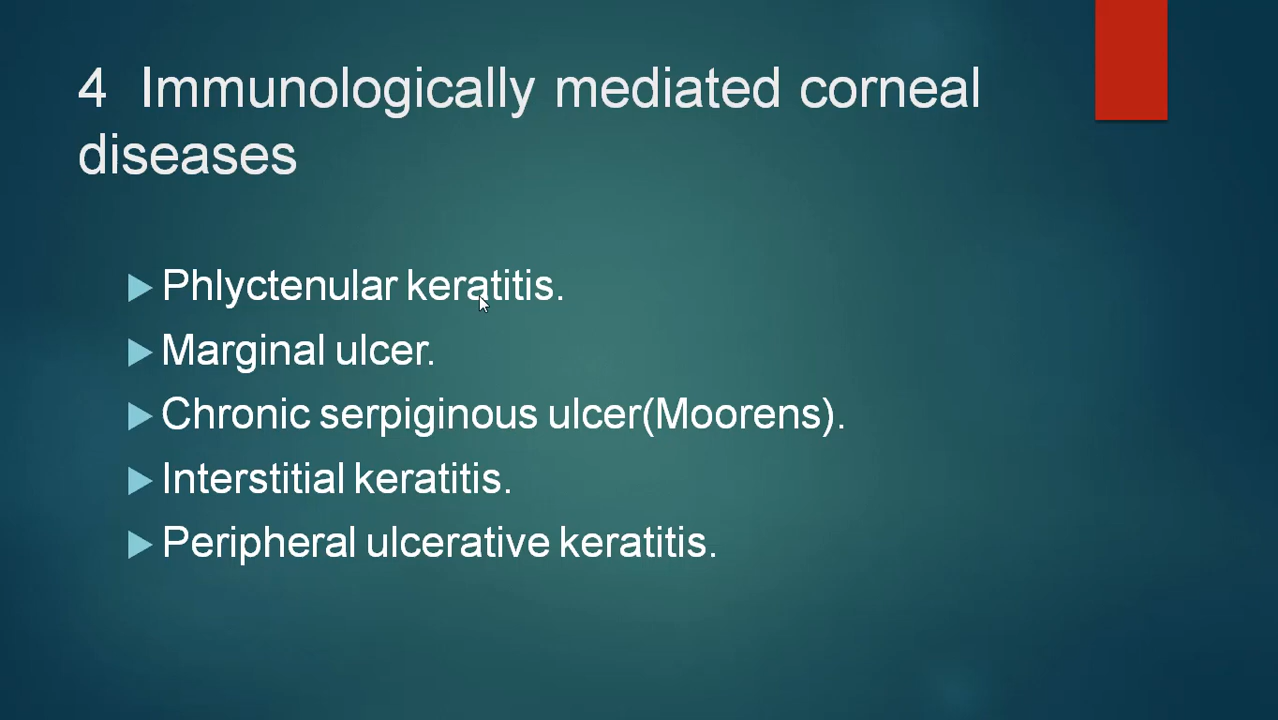 4 Immunologically mediated corneal
diseases
Phlyctenular keratitis.
Marginal ulcer.
Chronic serpiginous ulcer(Moorens).
Interstitial keratitis.
Peripheral ulcerative keratitis.